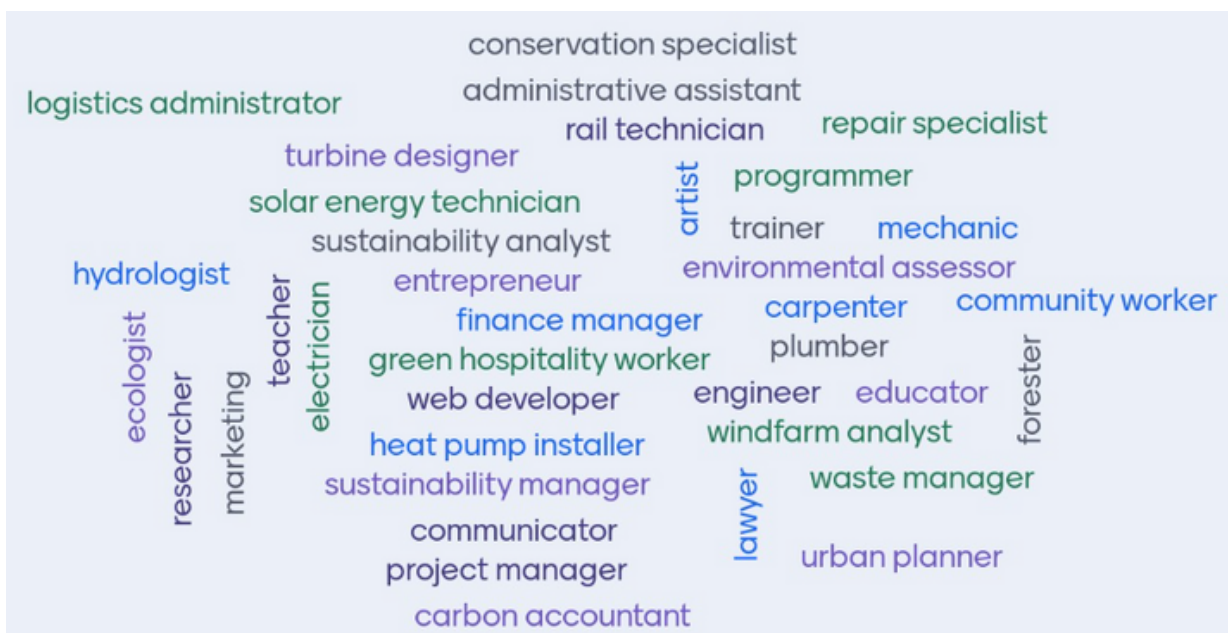 conservation specialist
administrative assistant
logistics administrator
rail technician
repair specialist
turbine designer
artist
programmer
solar energy technician
trainer
mechanic
sustainability analyst
environmental assessor
hydrologist
teacher
entrepreneur
electrician
community worker
carpenter
finance manager
ecologist
plumber
green hospitality worker
forester
researcher
marketing
web developer
engineer
educator
windfarm analyst
heat pump installer
waste manager
sustainability manager
lawyer
communicator
urban planner
project manager
carbon accountant